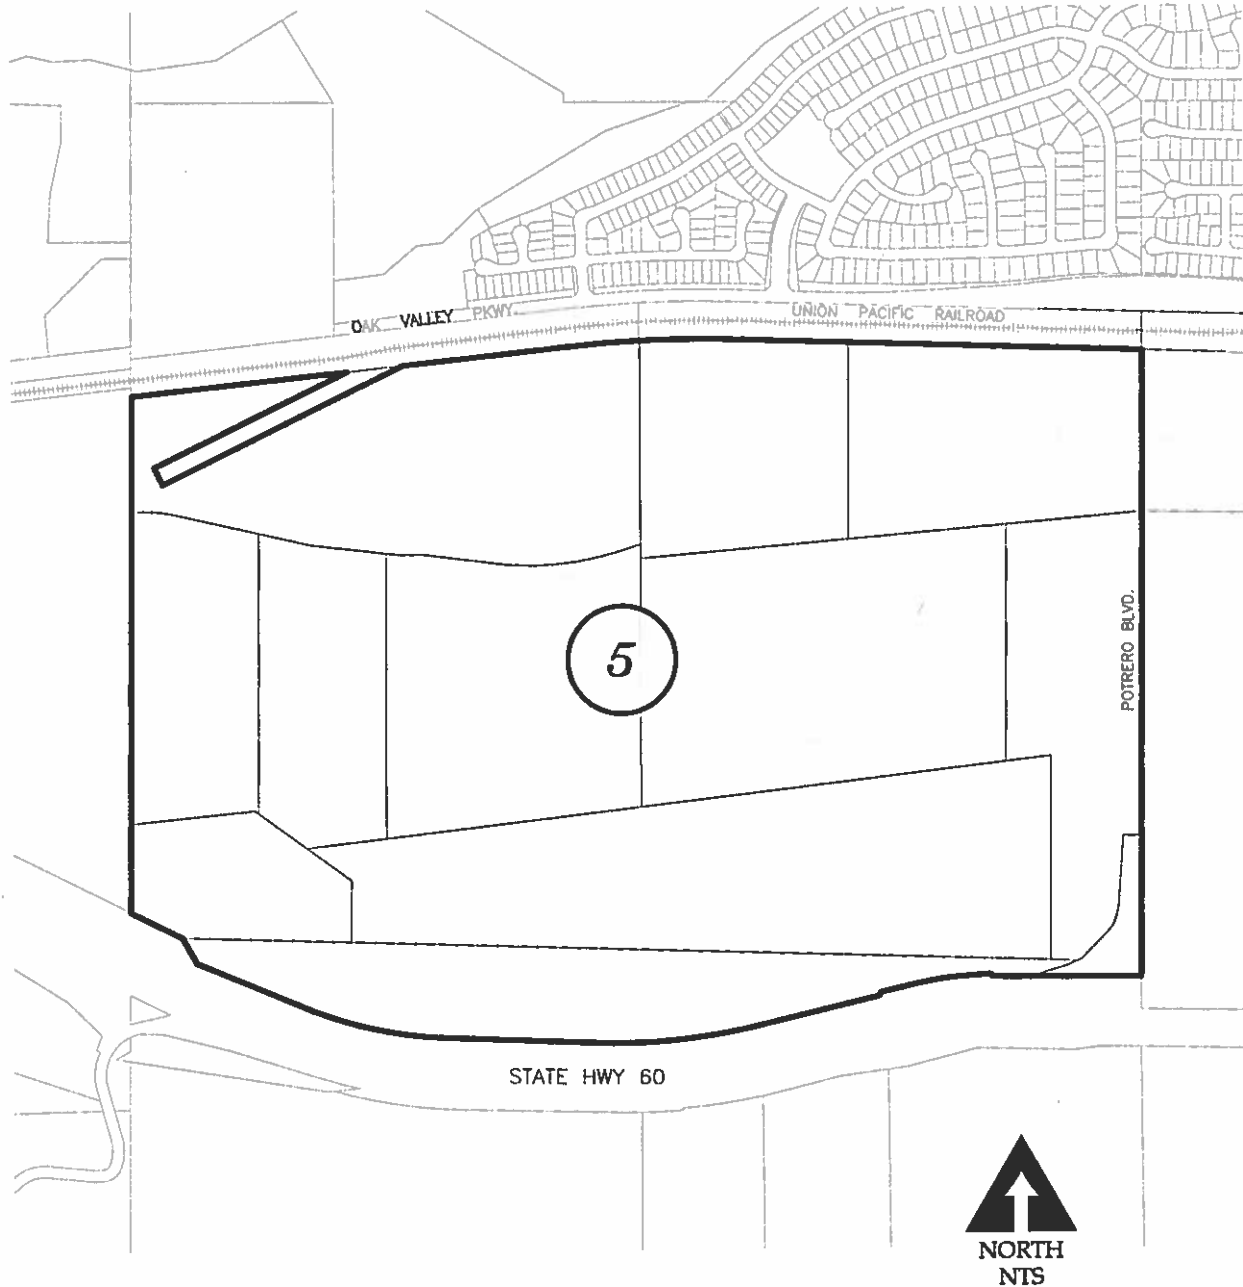 OAK VALLEY PKWY
UNION PACIFIC RAILROAD
5
POTRERO BLVD.
STATE HWY 60
NORTH
NTS